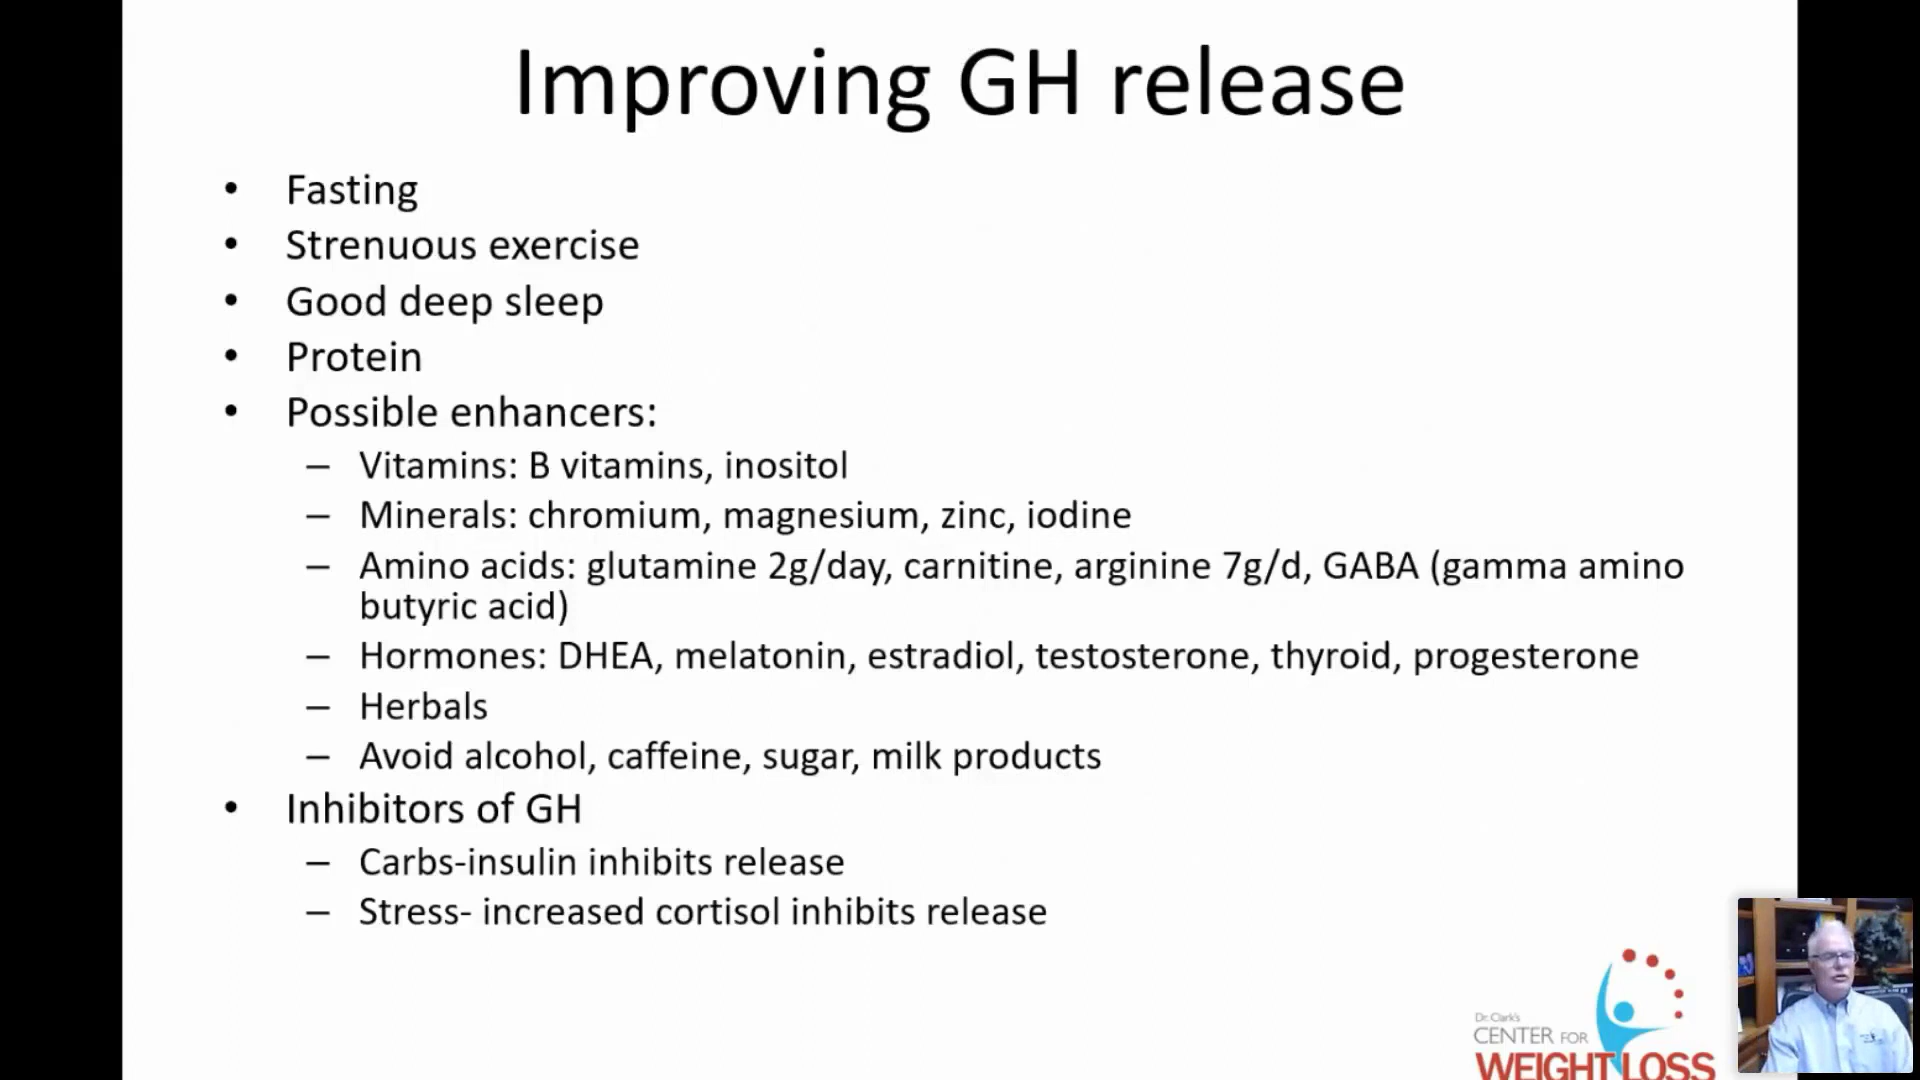 Improving GH release
• Fasting
• Strenuous exercise
• Good deep sleep
• Protein
• Possible enhancers:
– Vitamins: B vitamins, inositol
– Minerals: chromium, magnesium, zinc, iodine
– Amino acids: glutamine 2g/day, carnitine, arginine 7g/d, GABA (gamma amino
butyric acid)
– Hormones: DHEA, melatonin, estradiol, testosterone, thyroid, progesterone
– Herbals
– Avoid alcohol, caffeine, sugar, milk products
• Inhibitors of GH
– Carbs-insulin inhibits release
– Stress- increased cortisol inhibits release
Dr. Clark's
CENTER FOR
WEIGHT LOSS